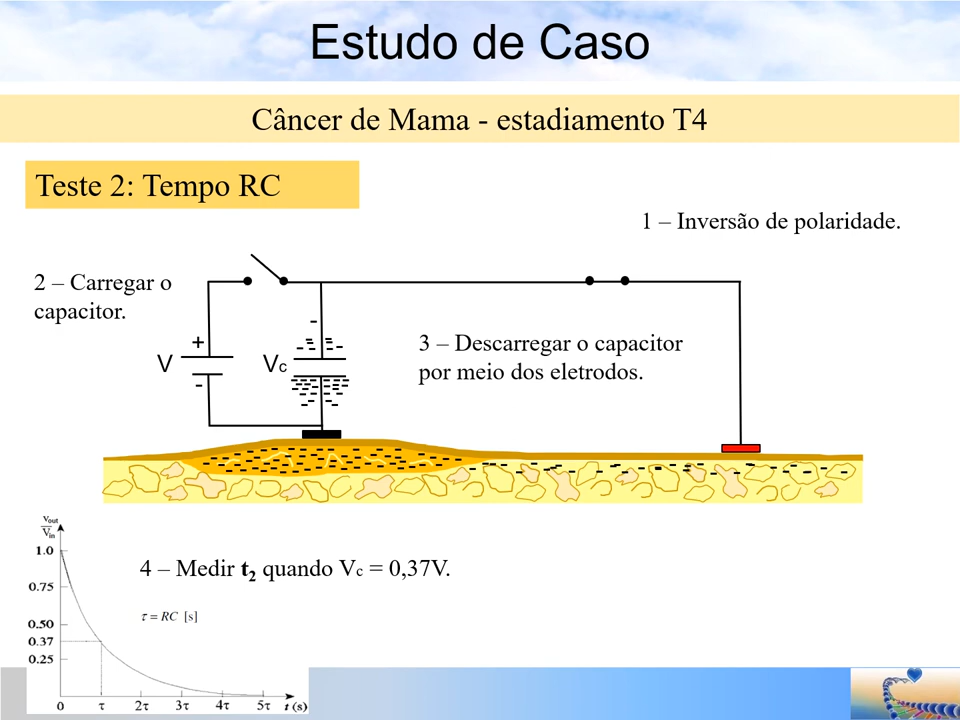 Estudo de Caso
Câncer de Mama - estadiamento T4
Teste 2: Tempo RC
1 – Inversão de polaridade.
2 – Carregar o
capacitor.
3 – Descarregar o capacitor
por meio dos eletrodos.
+
V
-
-
Vc
4 – Medir t2 quando Vc = 0,37V.
τ = RC [s]
Vout
Vin
1.0
0.75
0.50
0.37
0.25
0 τ 2τ 3τ 4τ 5τ t (s)